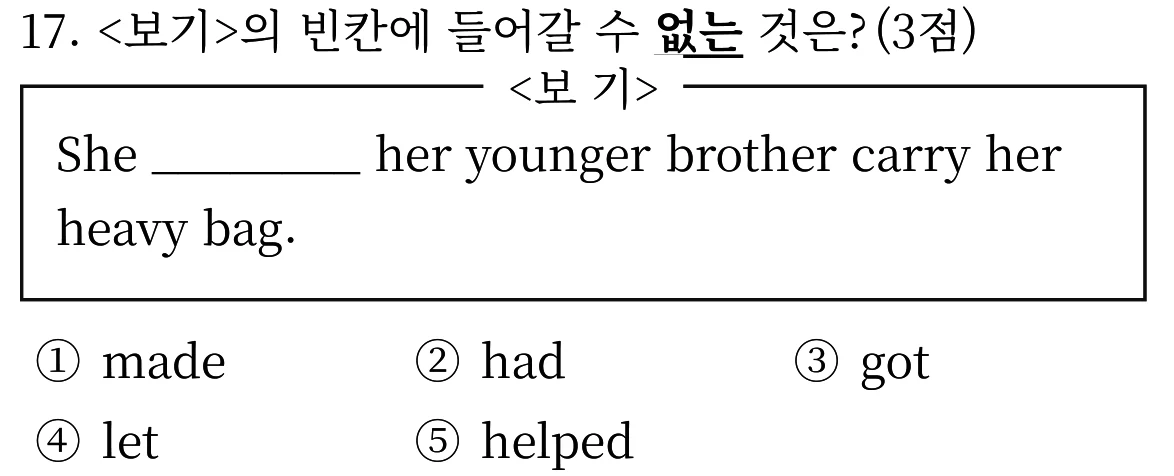 17. <보기>의 빈칸에 들어갈 수 없는 것은?(3점)
<보 기>
She ________ her younger brother carry her
heavy bag.
① made ② had ③ got
④ let ⑤ helped